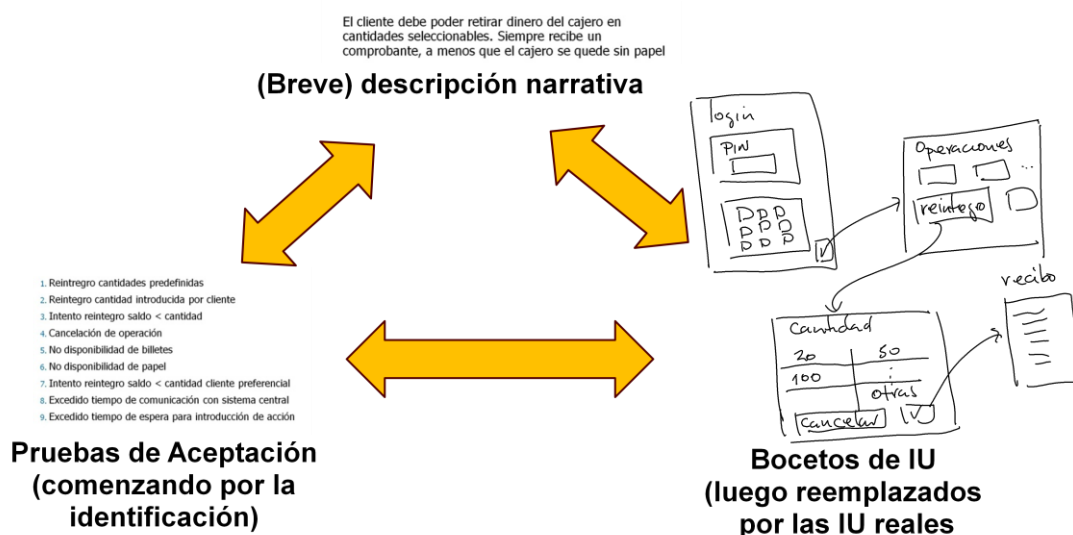 El cliente debe poder retirar dinero del cajero en
cantidades seleccionables. Siempre recibe un
comprobante, a menos que el cajero se quede sin papel
(Breve) descripción narrativa
login
PIN
D D D
D D D
D D D
Operaciones
...
reintego
cantidad
20 50
100 :
otras
cancelar
recibo
1. Reintregro cantidades predefinidas
2. Reintegro cantidad introducida por cliente
3. Intento reintegro saldo < cantidad
4. Cancelación de operación
5. No disponibilidad de billetes
6. No disponibilidad de papel
7. Intento reintegro saldo < cantidad cliente preferencial
8. Excedido tiempo de comunicación con sistema central
9. Excedido tiempo de espera para introducción de acción
Pruebas de Aceptación
(comenzando por la
identificación)
Bocetos de IU
(luego reemplazados
por las IU reales